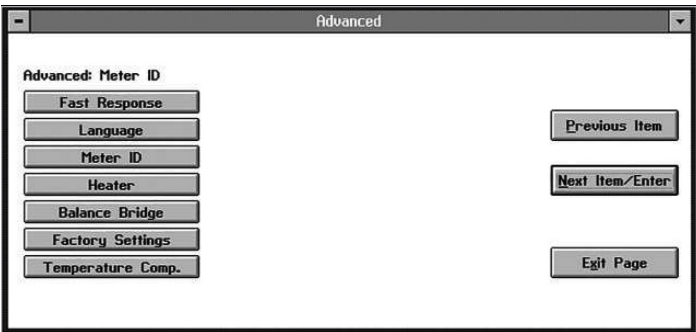 Advanced
Advanced: Meter ID
Fast Response
Language
Meter ID
Heater
Balance Bridge
Factory Settings
Temperature Comp.
Previous Item
Next Item/Enter
Exit Page